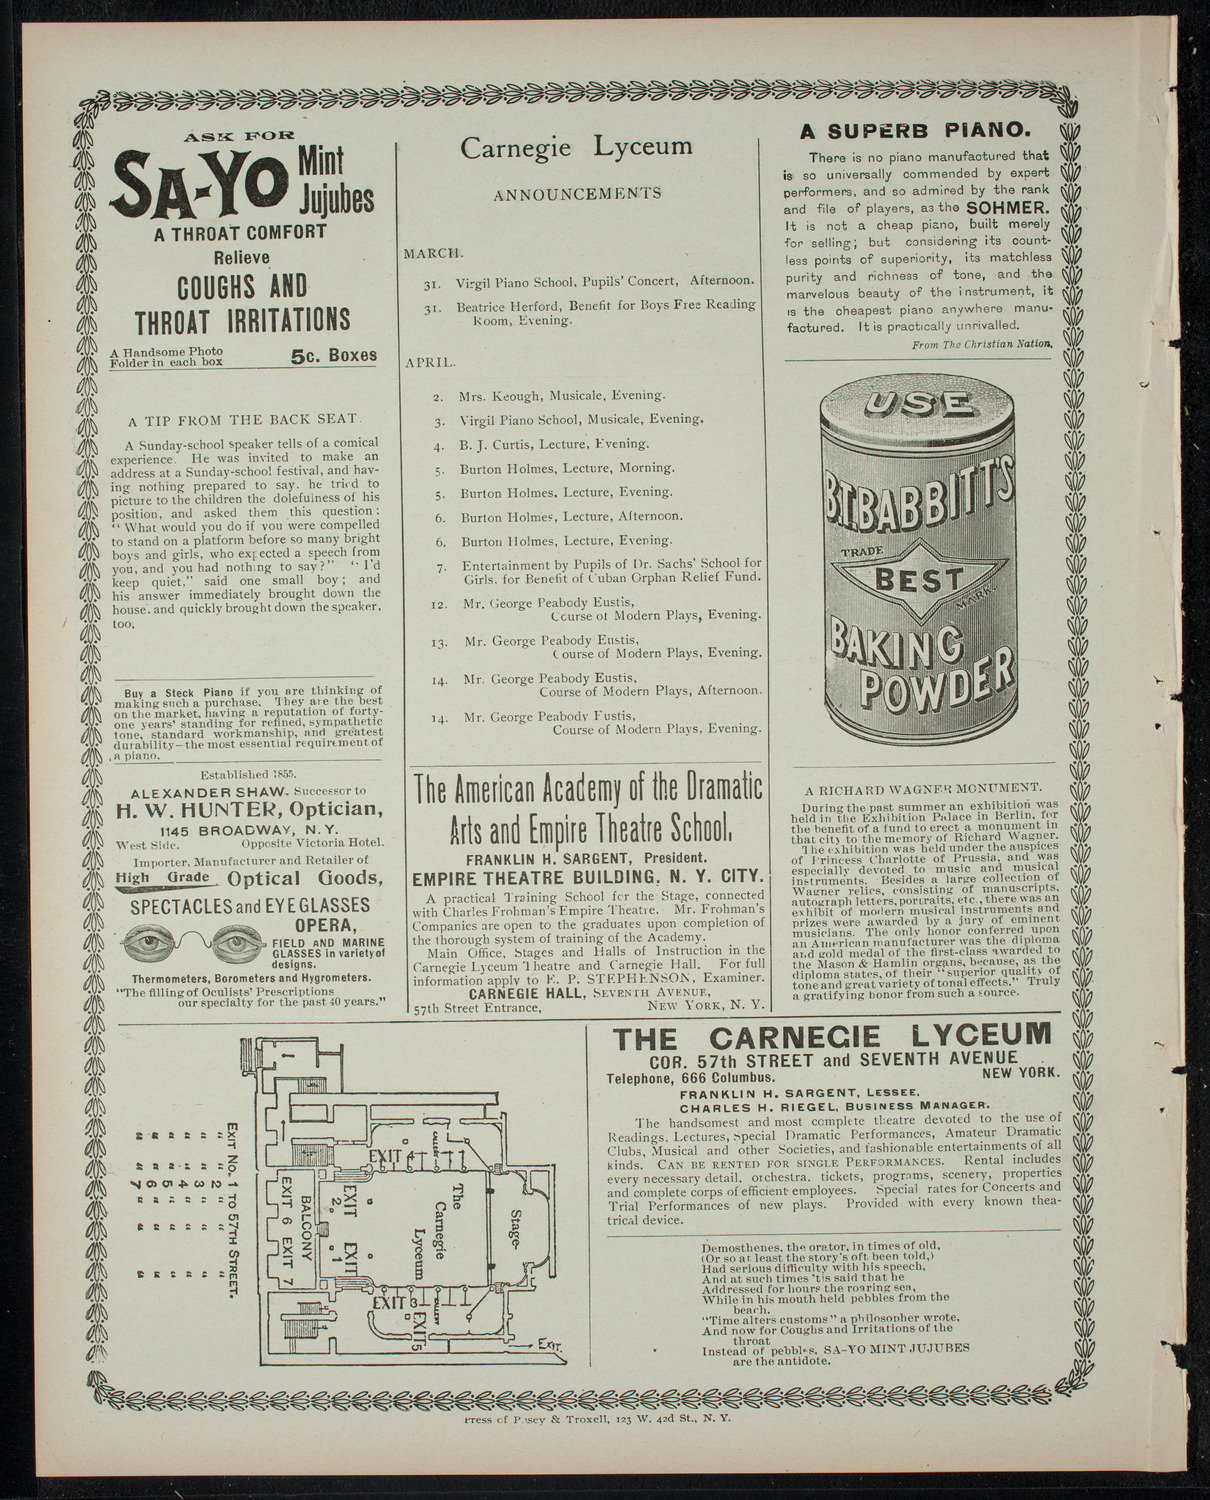 ASK FOR
SA-YO Mint Jujubes
A THROAT COMFORT
Relieve
COUGHS AND
THROAT IRRITATIONS
A Handsome Photo
Folder in each box
5c. Boxes
A TIP FROM THE BACK SEAT.
A Sunday-school speaker tells of a comical
experience. He was invited to make an
address at a Sunday-school festival, and hav-
ing nothing prepared to say, he tried to
picture to the children the dolefulness of his
position, and asked them this question:
"What would you do if you were compelled
to stand on a platform before so many bright
boys and girls, who expected a speech from
you, and you had nothing to say?" "I'd
keep quiet," said one small boy; and
his answer immediately brought down the
house, and quickly brought down the speaker,
too.
Buy a Steck Piano if you are thinking of
making such a purchase. They are the best
on the market, having a reputation of forty-
one years' standing for refined, sympathetic
tone, standard workmanship, and greatest
durability—the most essential requirement of
a piano.
Established 1855.
ALEXANDER SHAW, Successor to
H. W. HUNTER, Optician,
1145 BROADWAY, N. Y.
West Side. Opposite Victoria Hotel.
Importer, Manufacturer and Retailer of
High Grade Optical Goods,
SPECTACLES and EYEGLASSES
OPERA,
FIELD AND MARINE
GLASSES in variety of
designs.
Thermometers, Borometers and Hygrometers.
"The filling of Oculists' Prescriptions
our specialty for the past 40 years."
Carnegie Lyceum
ANNOUNCEMENTS
MARCH.
31. Virgil Piano School, Pupils' Concert, Afternoon.
31. Beatrice Herford, Benefit for Boys Free Reading
Room, Evening.
APRIL.
2. Mrs. Keough, Musicale, Evening.
3. Virgil Piano School, Musicale, Evening.
4. B. J. Curtis, Lecture, Evening.
5. Burton Holmes, Lecture, Morning.
5. Burton Holmes, Lecture, Evening.
6. Burton Holmes, Lecture, Afternoon.
6. Burton Holmes, Lecture, Evening.
7. Entertainment by Pupils of Dr. Sachs' School for
Girls, for Benefit of Cuban Orphan Relief Fund.
12. Mr. George Peabody Eustis,
Course of Modern Plays, Evening.
13. Mr. George Peabody Eustis,
Course of Modern Plays, Evening.
14. Mr. George Peabody Eustis,
Course of Modern Plays, Afternoon.
14. Mr. George Peabody Eustis,
Course of Modern Plays, Evening.
The American Academy of the Dramatic
Arts and Empire Theatre School.
FRANKLIN H. SARGENT, President.
EMPIRE THEATRE BUILDING, N. Y. CITY.
A practical Training School for the Stage, connected
with Charles Frohman's Empire Theatre. Mr. Frohman's
Companies are open to the graduates upon completion of
the thorough system of training of the Academy.
Main Office, Stages and Halls of Instruction in the
Carnegie Lyceum Theatre and Carnegie Hall. For full
information apply to E. P. STEPHENSON, Examiner.
CARNEGIE HALL, SEVENTH AVENUE,
57th Street Entrance, NEW YORK, N. Y.
A SUPERB PIANO.
There is no piano manufactured that
is so universally commended by expert
performers, and so admired by the rank
and file of players, as the SOHMER.
It is not a cheap piano, built merely
for selling; but considering its count-
less points of superiority, its matchless
purity and richness of tone, and the
marvelous beauty of the instrument, it
is the cheapest piano anywhere manu-
factured. It is practically unrivalled.
From The Christian Nation.
USE
B.T. BABBITT'S
TRADE
BEST
MARK.
BAKING
POWDER
A RICHARD WAGNER MONUMENT.
During the past summer an exhibition was
held in the Exhibition Palace in Berlin, for
the benefit of a fund to erect a monument in
that city to the memory of Richard Wagner.
The exhibition was held under the auspices
of Princess Charlotte of Prussia, and was
especially devoted to music and musical
instruments. Besides a large collection of
Wagner relics, consisting of manuscripts,
autograph letters, portraits, etc., there was an
exhibit of modern musical instruments and
prizes were awarded by a jury of eminent
musicians. The only honor conferred upon
an American manufacturer was the diploma
and gold medal of the first-class awarded to
the Mason & Hamlin organs, because, as the
diploma states, of their "superior quality of
tone and great variety of tonal effects." Truly
a gratifying honor from such a source.
EXIT No. 1 TO 57TH STREET.
" " 2 " " "
" " 3 " " "
" " 4 " " "
" " 5 " " "
" " 6 " " "
" " 7 " " "
EXIT 4
GALLERY
EXIT 2
EXIT 1
BALCONY
EXIT 6 EXIT 7
The
Carnegie
Lyceum
Stage
EXIT 3
GALLERY
EXIT 5
EXIT.
THE CARNEGIE LYCEUM
COR. 57th STREET and SEVENTH AVENUE
Telephone, 666 Columbus. NEW YORK.
FRANKLIN H. SARGENT, LESSEE.
CHARLES H. RIEGEL, BUSINESS MANAGER.
The handsomest and most complete theatre devoted to the use of
Readings, Lectures, Special Dramatic Performances, Amateur Dramatic
Clubs, Musical and other Societies, and fashionable entertainments of all
kinds. CAN BE RENTED FOR SINGLE PERFORMANCES. Rental includes
every necessary detail, orchestra, tickets, programs, scenery, properties
and complete corps of efficient employees. Special rates for Concerts and
Trial Performances of new plays. Provided with every known thea-
trical device.
Demosthenes, the orator, in times of old,
(Or so at least the story's oft been told,)
Had serious difficulty with his speech,
And at such times 'tis said that he
Addressed for hours the roaring sea,
While in his mouth held pebbles from the
beach.
"Time alters customs" a philosopher wrote,
And now for Coughs and Irritations of the
throat
Instead of pebbles, SA-YO MINT JUJUBES
are the antidote.
Press of Pusey & Troxell, 123 W. 42d St., N. Y.